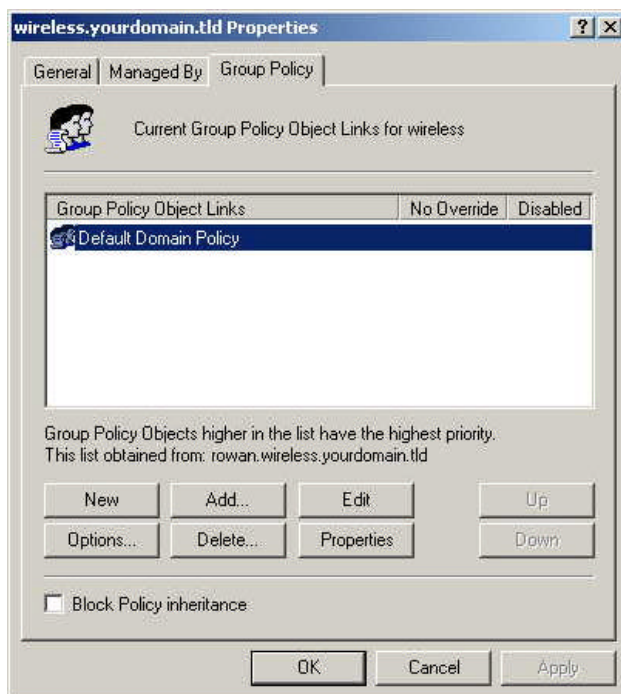 wireless.yourdomain.tld Properties
General Managed By Group Policy
Current Group Policy Object Links for wireless
Group Policy Object Links No Override Disabled
Default Domain Policy
Group Policy Objects higher in the list have the highest priority.
This list obtained from: rowan.wireless.yourdomain.tld
New Add... Edit Up
Options... Delete... Properties Down
Block Policy inheritance
OK Cancel Apply